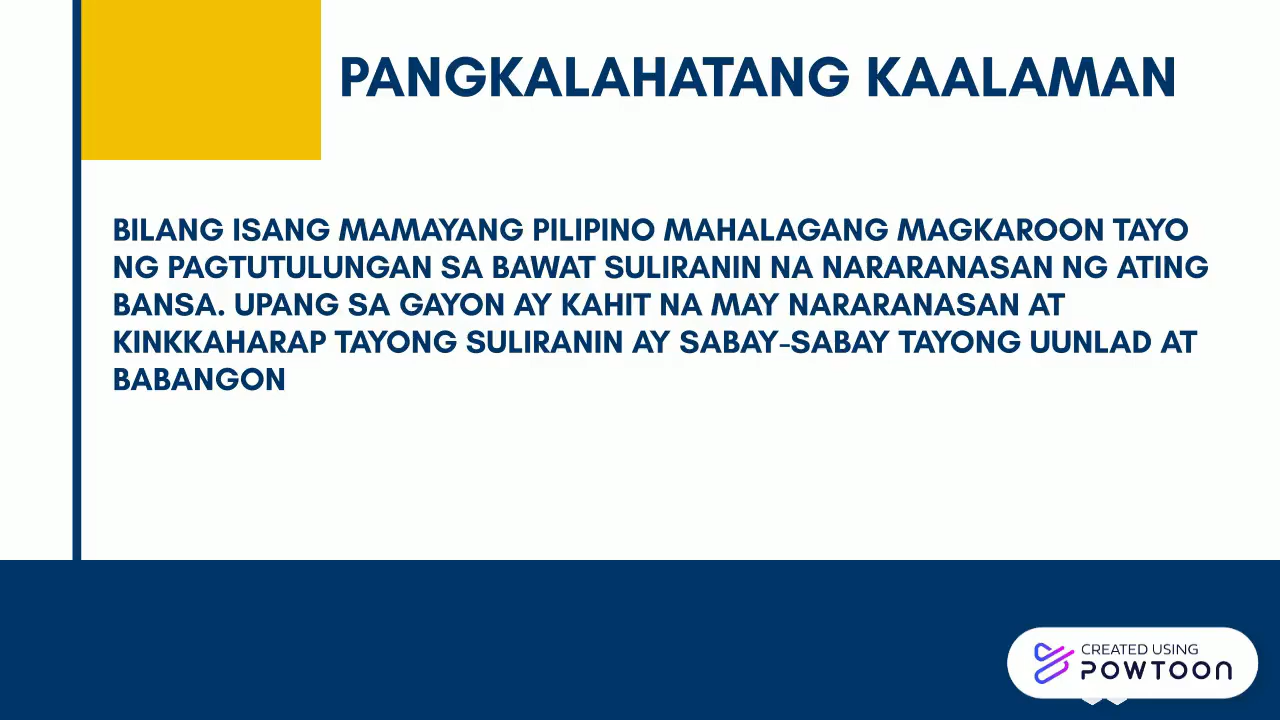 PANGKALAHATANG KAALAMAN
BILANG ISANG MAMAYANG PILIPINO MAHALAGANG MAGKAROON TAYO
NG PAGTUTULUNGAN SA BAWAT SULIRANIN NA NARARANASAN NG ATING
BANSA. UPANG SA GAYON AY KAHIT NA MAY NARARANASAN AT
KINKKAHARAP TAYONG SULIRANIN AY SABAY-SABAY TAYONG UUNLAD AT
BABANGON
CREATED USING
POWTOON